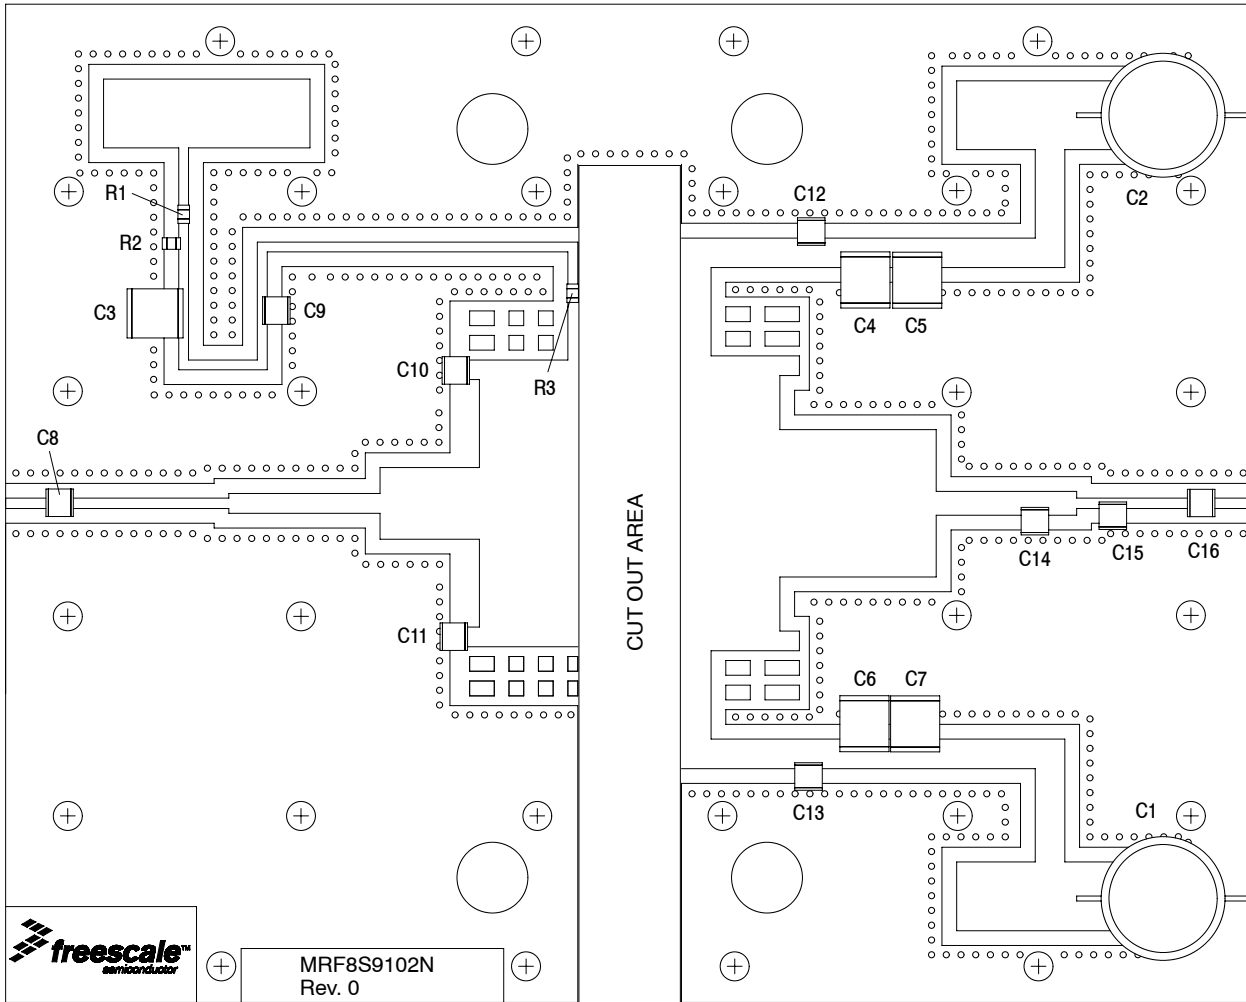 R1
R2
C3
C9
C10
R3
C8
C11
CUT OUT AREA
C12
C2
C4
C5
C14
C15
C16
C6
C7
C13
C1
freescale™
semiconductor
MRF8S9102N
Rev. 0